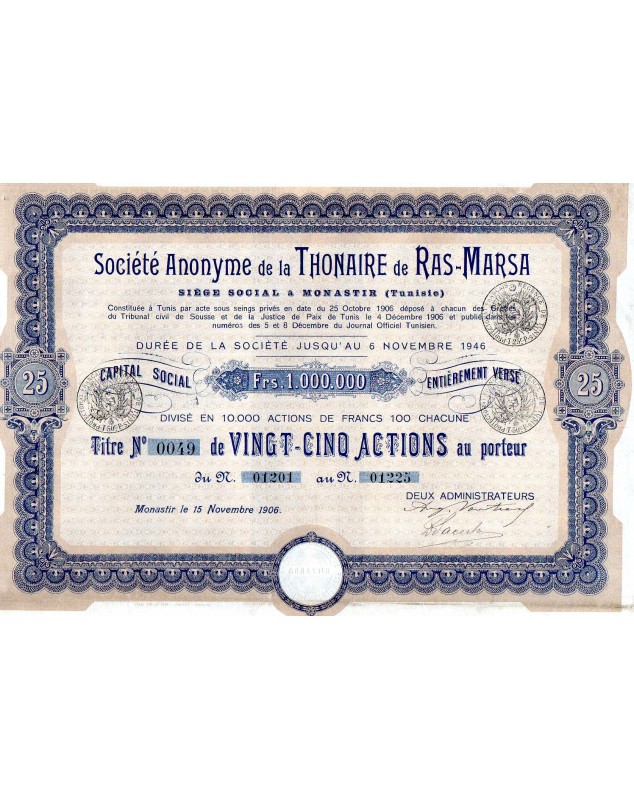 Société Anonyme de la THONAIRE de RAS-MARSA
SIÈGE SOCIAL à MONASTIR (Tunisie)
Constituée à Tunis par acte sous seings privés en date du 25 Octobre 1906 déposé à chacun des Greffes
du Tribunal civil de Sousse et de la Justice de Paix de Tunis le 4 Décembre 1906 et publié dans les
numéros des 5 et 8 Décembre du Journal Officiel Tunisien.
DURÉE DE LA SOCIÉTÉ JUSQU'AU 6 NOVEMBRE 1946
CAPITAL SOCIAL Frs. 1.000.000 ENTIÈREMENT VERSÉ
25 25
DIVISÉ EN 10.000 ACTIONS DE FRANCS 100 CHACUNE
Titre No 0049 de VINGT-CINQ ACTIONS au porteur
du N. 01201 au N. 01225
DEUX ADMINISTRATEURS
Monastir le 15 Novembre 1906.